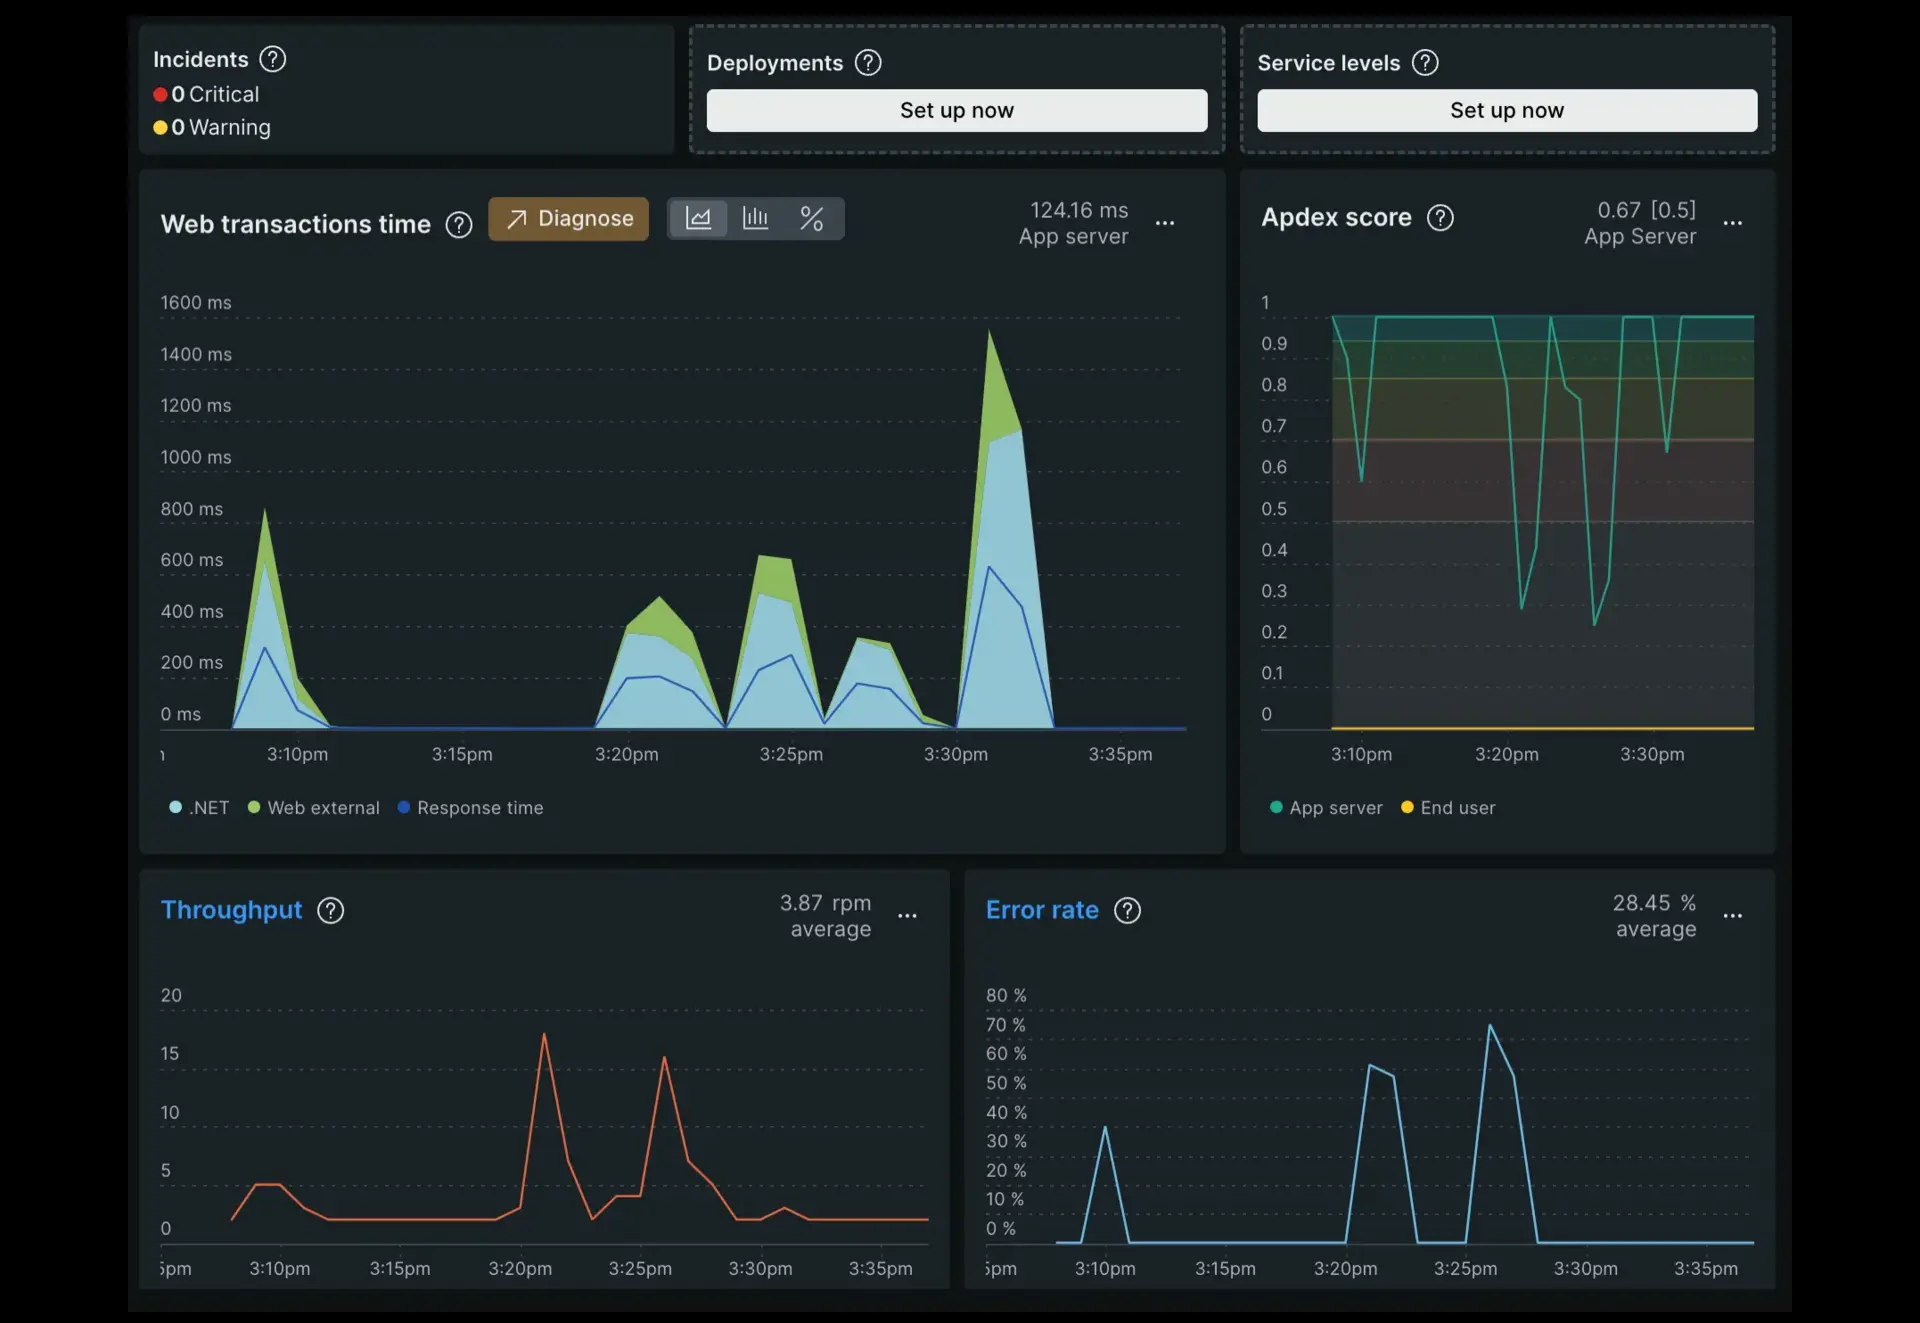 Incidents ?
0 Critical
0 Warning
Deployments ?
Set up now
Service levels ?
Set up now
Web transactions time ?
Diagnose
%
124.16 ms
App server
...
1600 ms
1400 ms
1200 ms
1000 ms
800 ms
600 ms
400 ms
200 ms
0 ms
3:10pm 3:15pm 3:20pm 3:25pm 3:30pm 3:35pm
.NET Web external Response time
Apdex score ?
0.67 [0.5]
App Server
...
1
0.9
0.8
0.7
0.6
0.5
0.4
0.3
0.2
0.1
0
3:10pm 3:20pm 3:30pm
App server End user
Throughput ?
3.87 rpm
average
...
20
15
10
5
0
5pm 3:10pm 3:15pm 3:20pm 3:25pm 3:30pm 3:35pm
Error rate ?
28.45 %
average
...
80 %
70 %
60 %
50 %
40 %
30 %
20 %
10 %
0 %
5pm 3:10pm 3:15pm 3:20pm 3:25pm 3:30pm 3:35pm